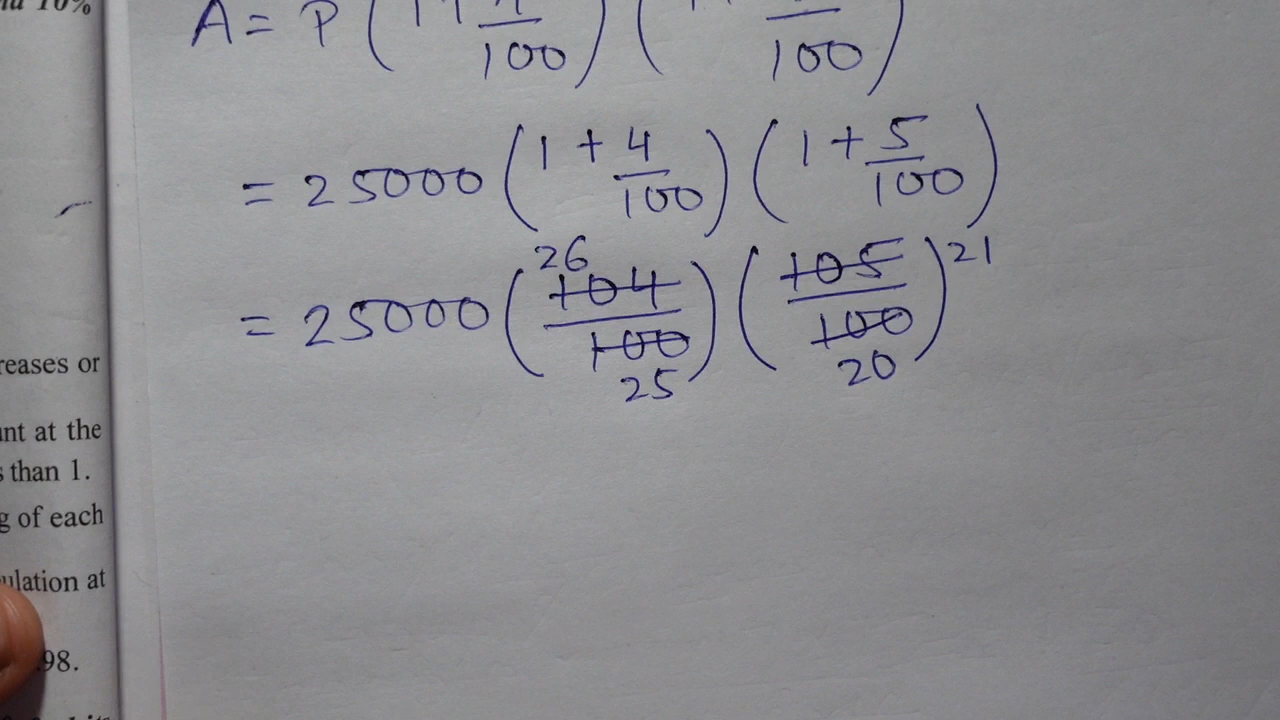 10%
A = P ( 1 + /100 ) ( 1 + /100 )
= 25000 ( 1 + 4/100 ) ( 1 + 5/100 )
= 25000 ( 104/100 ) ( 105/100 )
26 21
25 20
reases or
at the
than 1.
of each
ulation at
98.